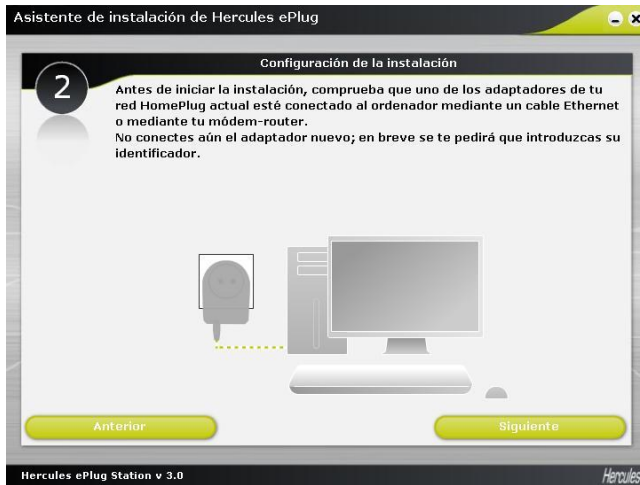 Asistente de instalación de Hercules ePlug
Configuración de la instalación
2
Antes de iniciar la instalación, comprueba que uno de los adaptadores de tu
red HomePlug actual esté conectado al ordenador mediante un cable Ethernet
o mediante tu módem-router.
No conectes aún el adaptador nuevo; en breve se te pedirá que introduzcas su
identificador.
Anterior
Siguiente
Hercules ePlug Station v 3.0
Hercules